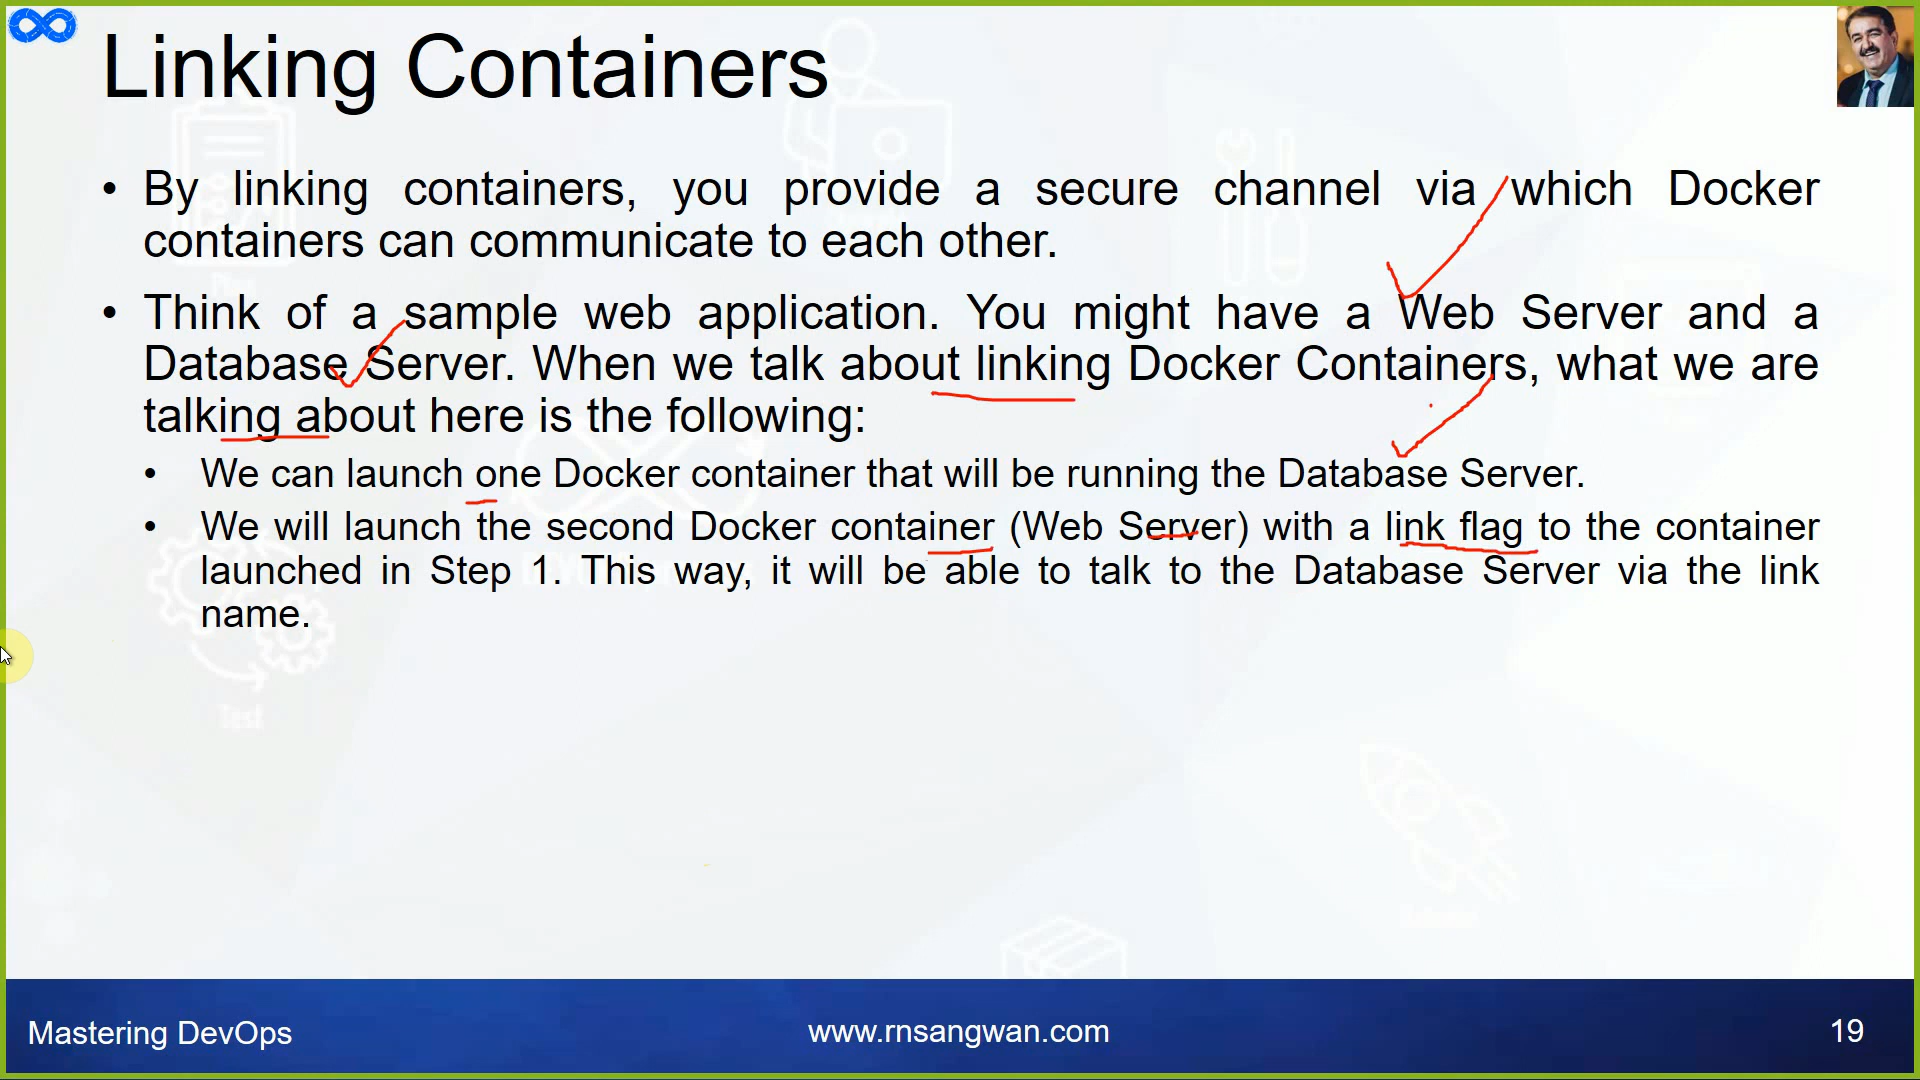 Linking Containers
• By linking containers, you provide a secure channel via which Docker
containers can communicate to each other.
• Think of a sample web application. You might have a Web Server and a
Database Server. When we talk about linking Docker Containers, what we are
talking about here is the following:
• We can launch one Docker container that will be running the Database Server.
• We will launch the second Docker container (Web Server) with a link flag to the container
launched in Step 1. This way, it will be able to talk to the Database Server via the link
name.
Test
Mastering DevOps
www.rnsangwan.com
19